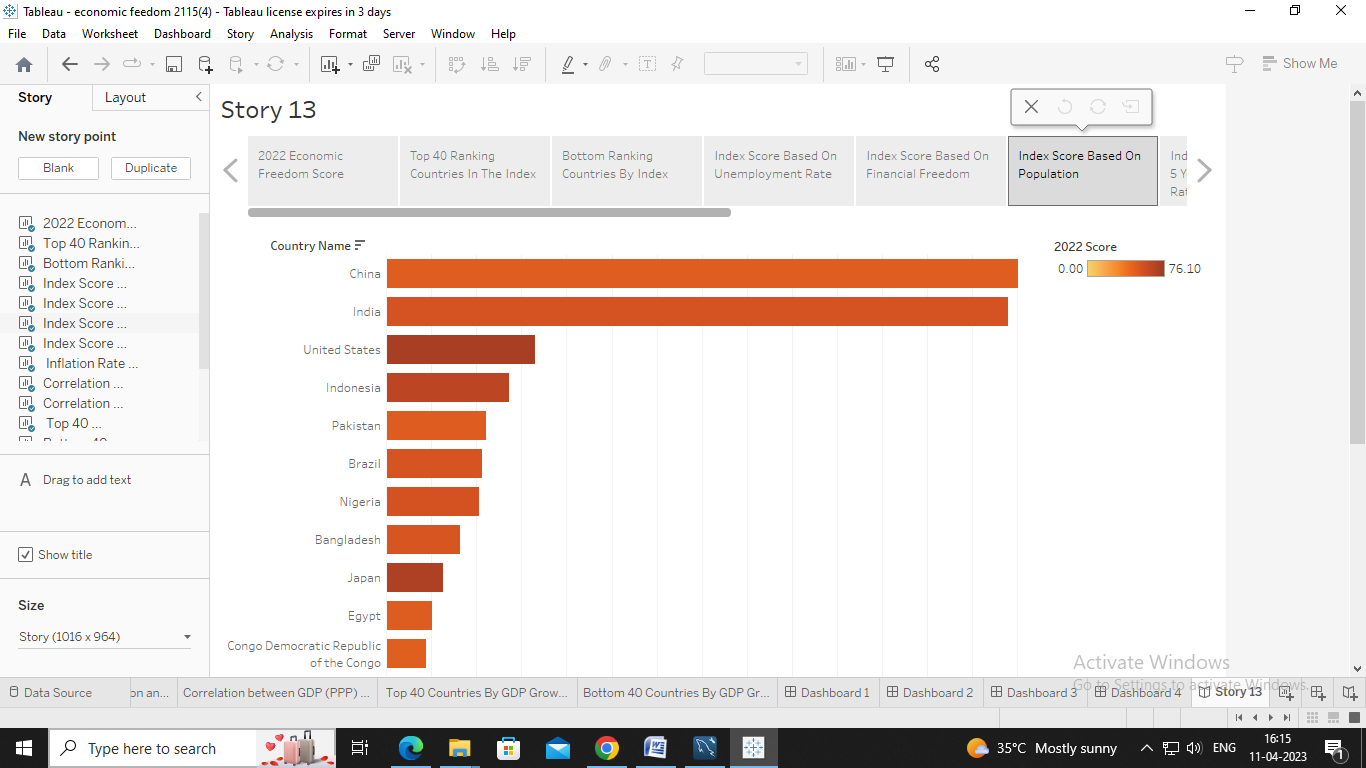 Tableau - economic feedom 2115(4) - Tableau license expires in 3 days
File Data Worksheet Dashboard Story Analysis Format Server Window Help
Show Me
Story Layout
New story point
Blank Duplicate
2022 Econom...
Top 40 Rankin...
Bottom Ranki...
Index Score ...
Index Score ...
Index Score ...
Index Score ...
Inflation Rate ...
Correlation ...
Correlation ...
Top 40 ...
A Drag to add text
Show title
Size
Story (1016 x 964)
Story 13
2022 Economic
Freedom Score
Top 40 Ranking
Countries In The Index
Bottom Ranking
Countries By Index
Index Score Based On
Unemployment Rate
Index Score Based On
Financial Freedom
Index Score Based On
Population
Ind
5 Y
Rat
Country Name
China
India
United States
Indonesia
Pakistan
Brazil
Nigeria
Bangladesh
Japan
Egypt
Congo Democratic Republic
of the Congo
2022 Score
0.00 76.10
Activate Windows
Go to Settings to activate Windows.
Data Source on an... Correlation between GDP (PPP) ... Top 40 Countries By GDP Grow... Bottom 40 Countries By GDP Gr... Dashboard 1 Dashboard 2 Dashboard 3 Dashboard 4 Story 13
Type here to search
35°C Mostly sunny
ENG
16:15
11-04-2023
1